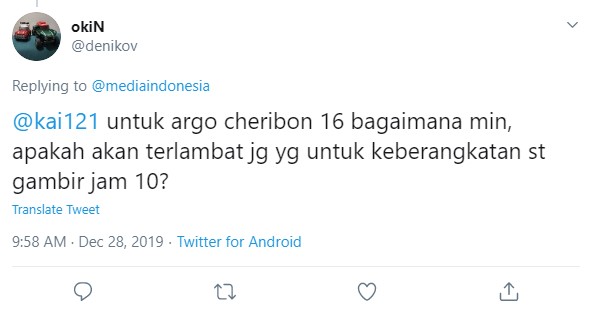 okiN
@denikov
Replying to @mediaindonesia
@kai121 untuk argo cheribon 16 bagaimana min,
apakah akan terlambat jg yg untuk keberangkatan st
gambir jam 10?
Translate Tweet
9:58 AM · Dec 28, 2019 · Twitter for Android